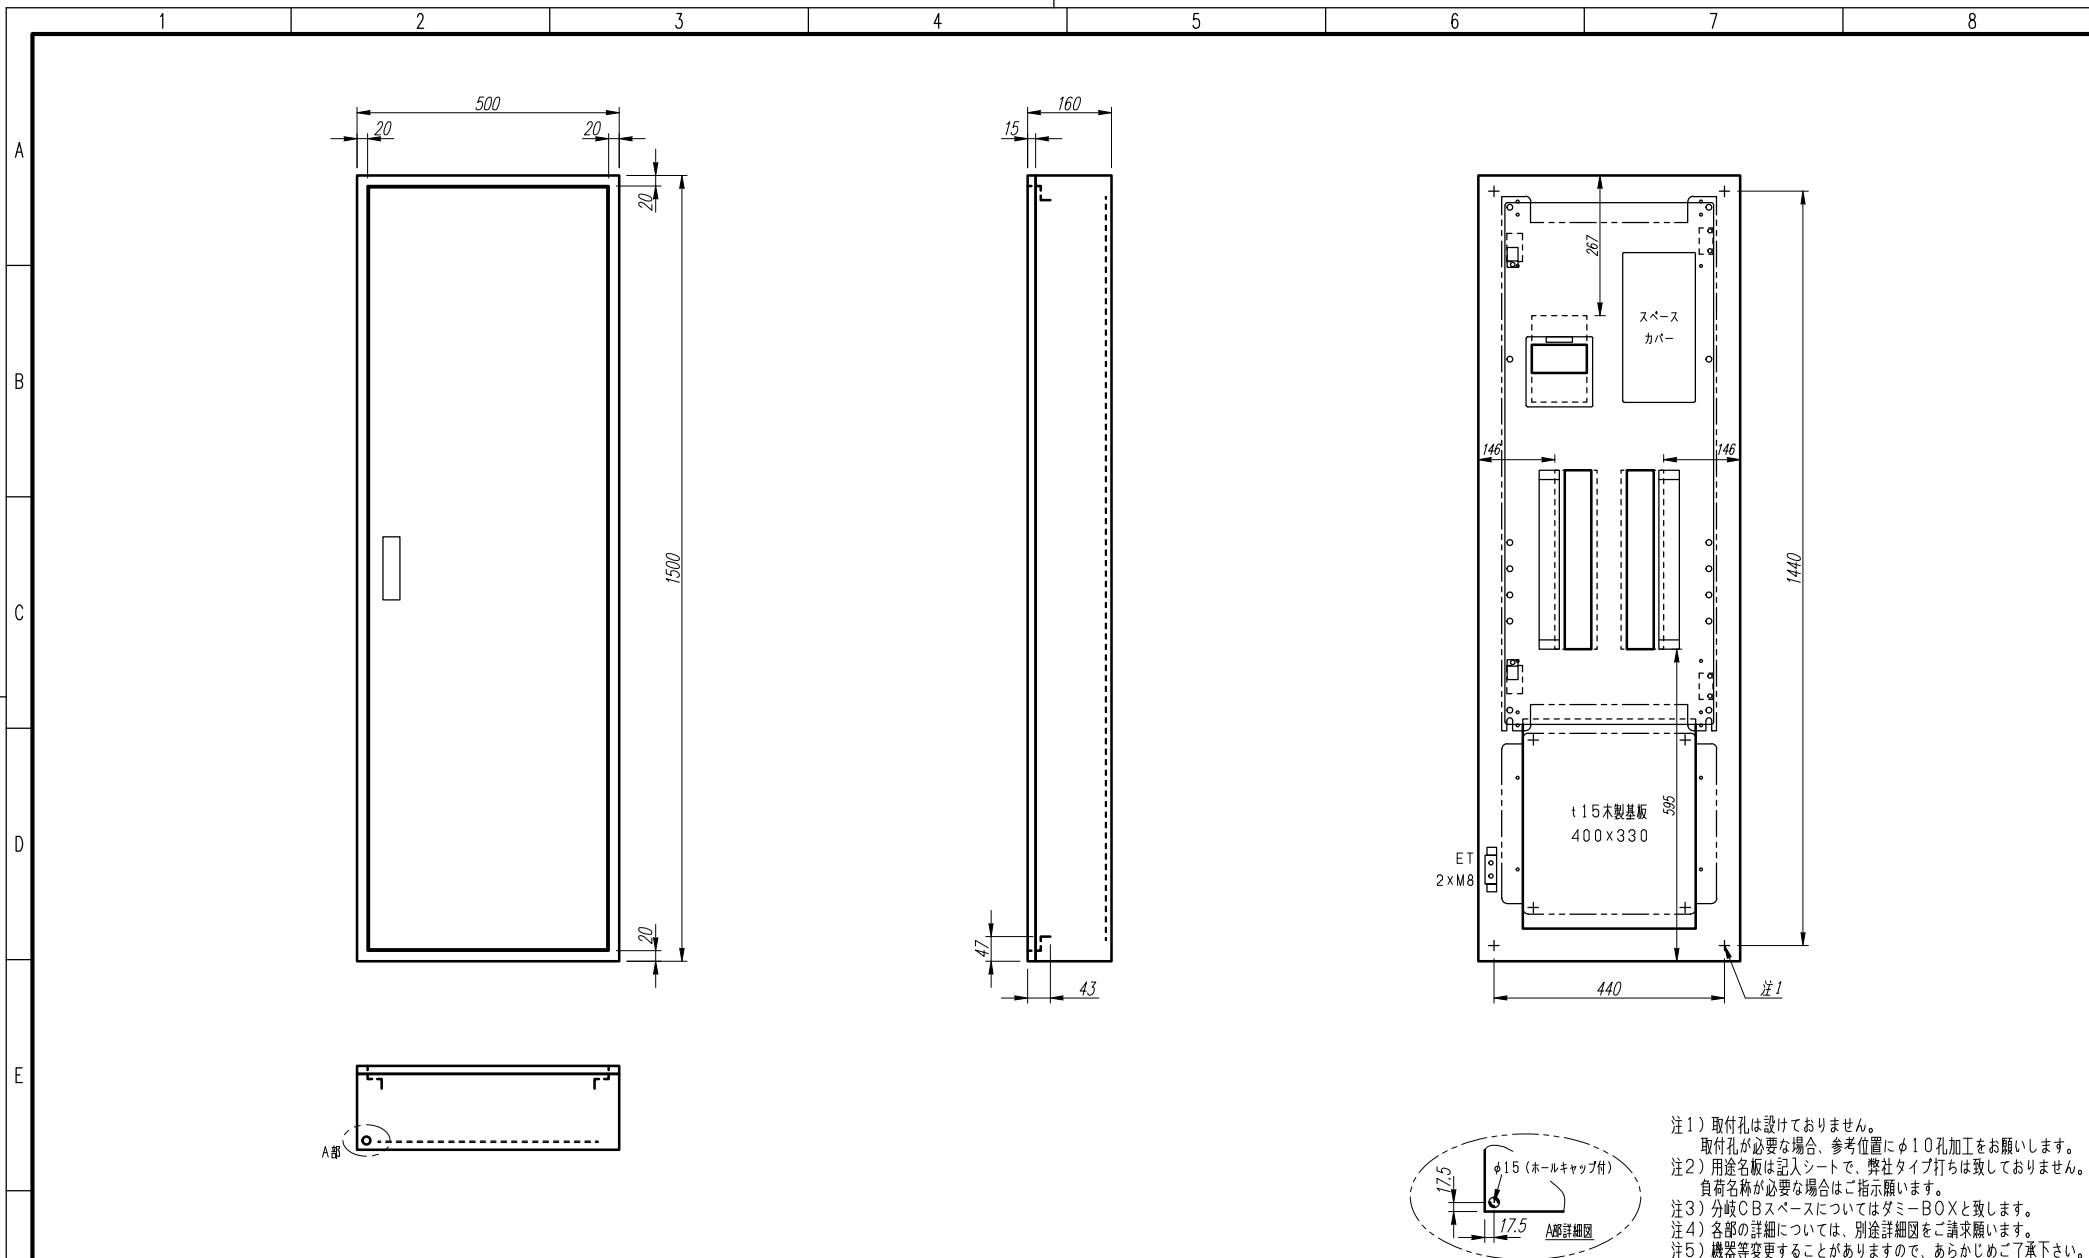 1 2 3 4 5 6 7 8
A
B
C
D
E
500
20
20
20
1500
20
160
15
47
43
267
スペース
カバー
146
146
1440
595
t15木製基板
400×330
ET
2×M8
440
注1
A部
17.5
φ15(ホールキャップ付)
17.5
A部詳細図
注1)取付孔は設けておりません。
取付孔が必要な場合、参考位置にφ10孔加工をお願いします。
注2)用途名板は記入シートで、弊社タイプ打ちは致しておりません。
負荷名称が必要な場合はご指示願います。
注3)分岐CBスペースについてはダミーBOXと致します。
注4)各部の詳細については、別途詳細図をご請求願います。
注5)機器等変更することがありますので、あらかじめご了承下さい。